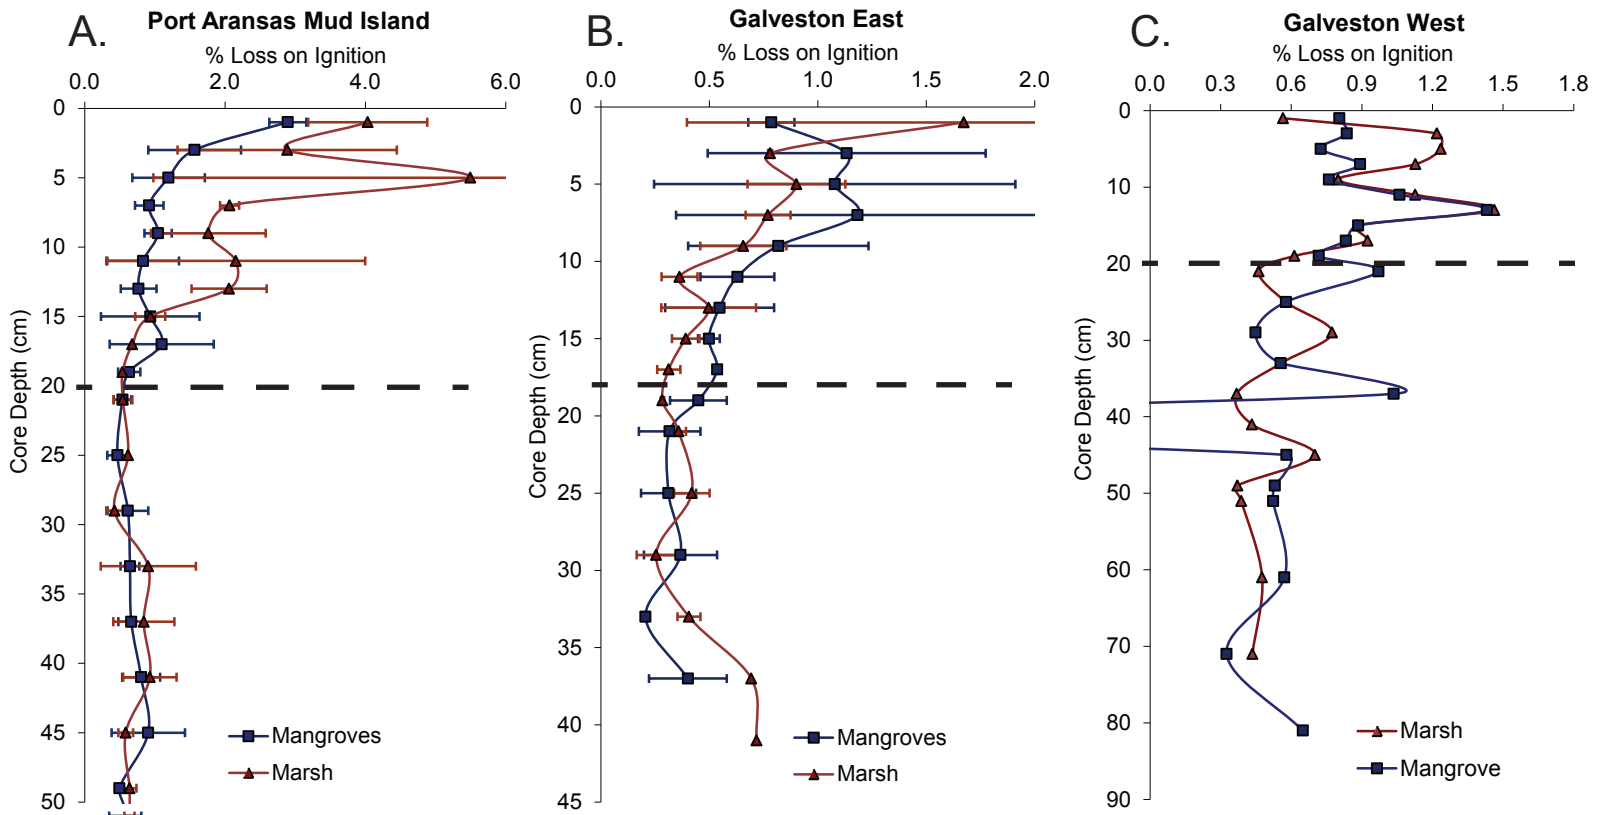 A.
Port Aransas Mud Island
% Loss on Ignition
0.0 2.0 4.0 6.0
0
5
10
15
20
25
30
35
40
45
50
Core Depth (cm)
Mangroves
Marsh
B.
Galveston East
% Loss on Ignition
0.0 0.5 1.0 1.5 2.0
0
5
10
15
20
25
30
35
40
45
Core Depth (cm)
Mangroves
Marsh
C.
Galveston West
% Loss on Ignition
0.0 0.3 0.6 0.9 1.2 1.5 1.8
0
10
20
30
40
50
60
70
80
90
Core Depth (cm)
Marsh
Mangrove